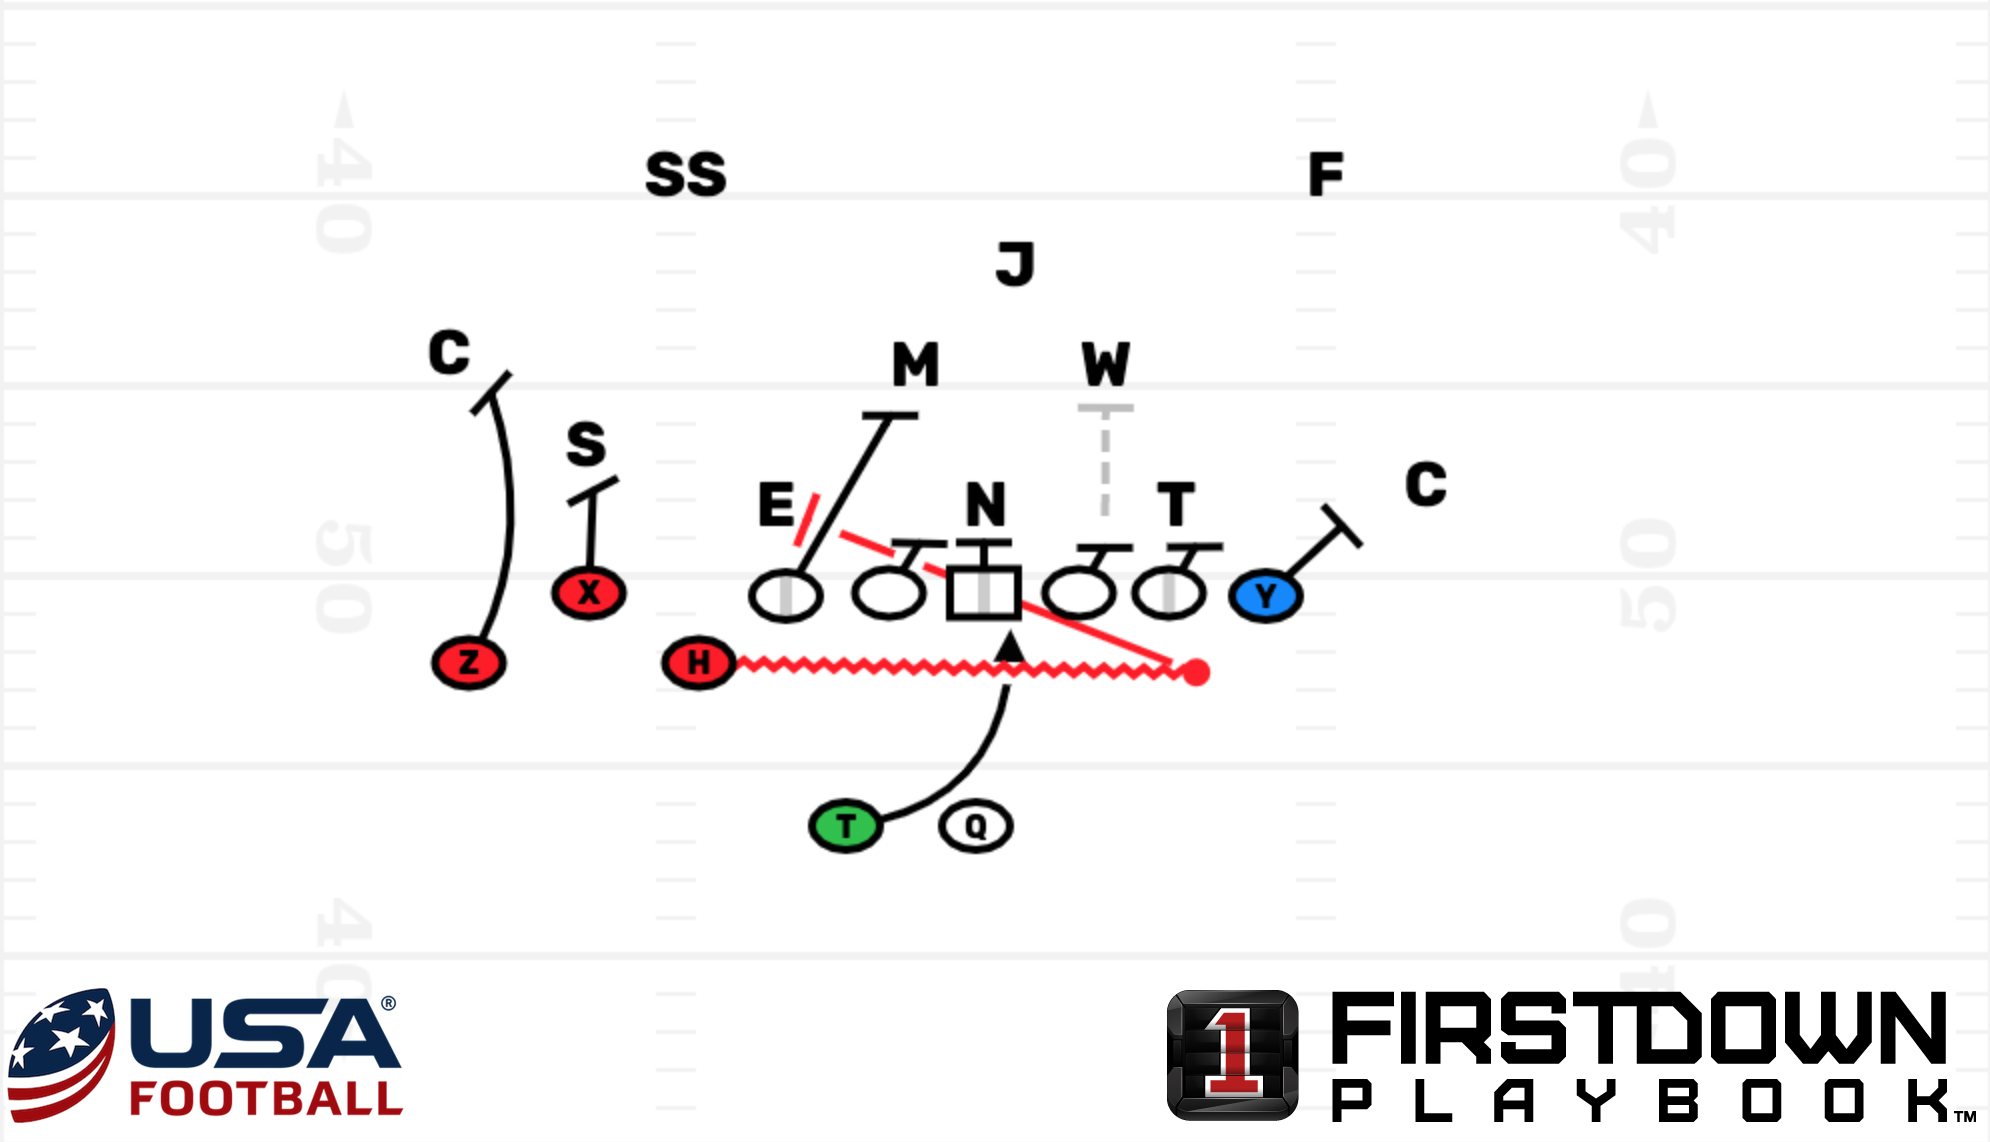 SS F
J
C M W
S C
E N T
X Y
Z H
T Q
40 40
50 50
40 40
USA®
FOOTBALL
1 FIRSTDOWN
PLAYBOOK™